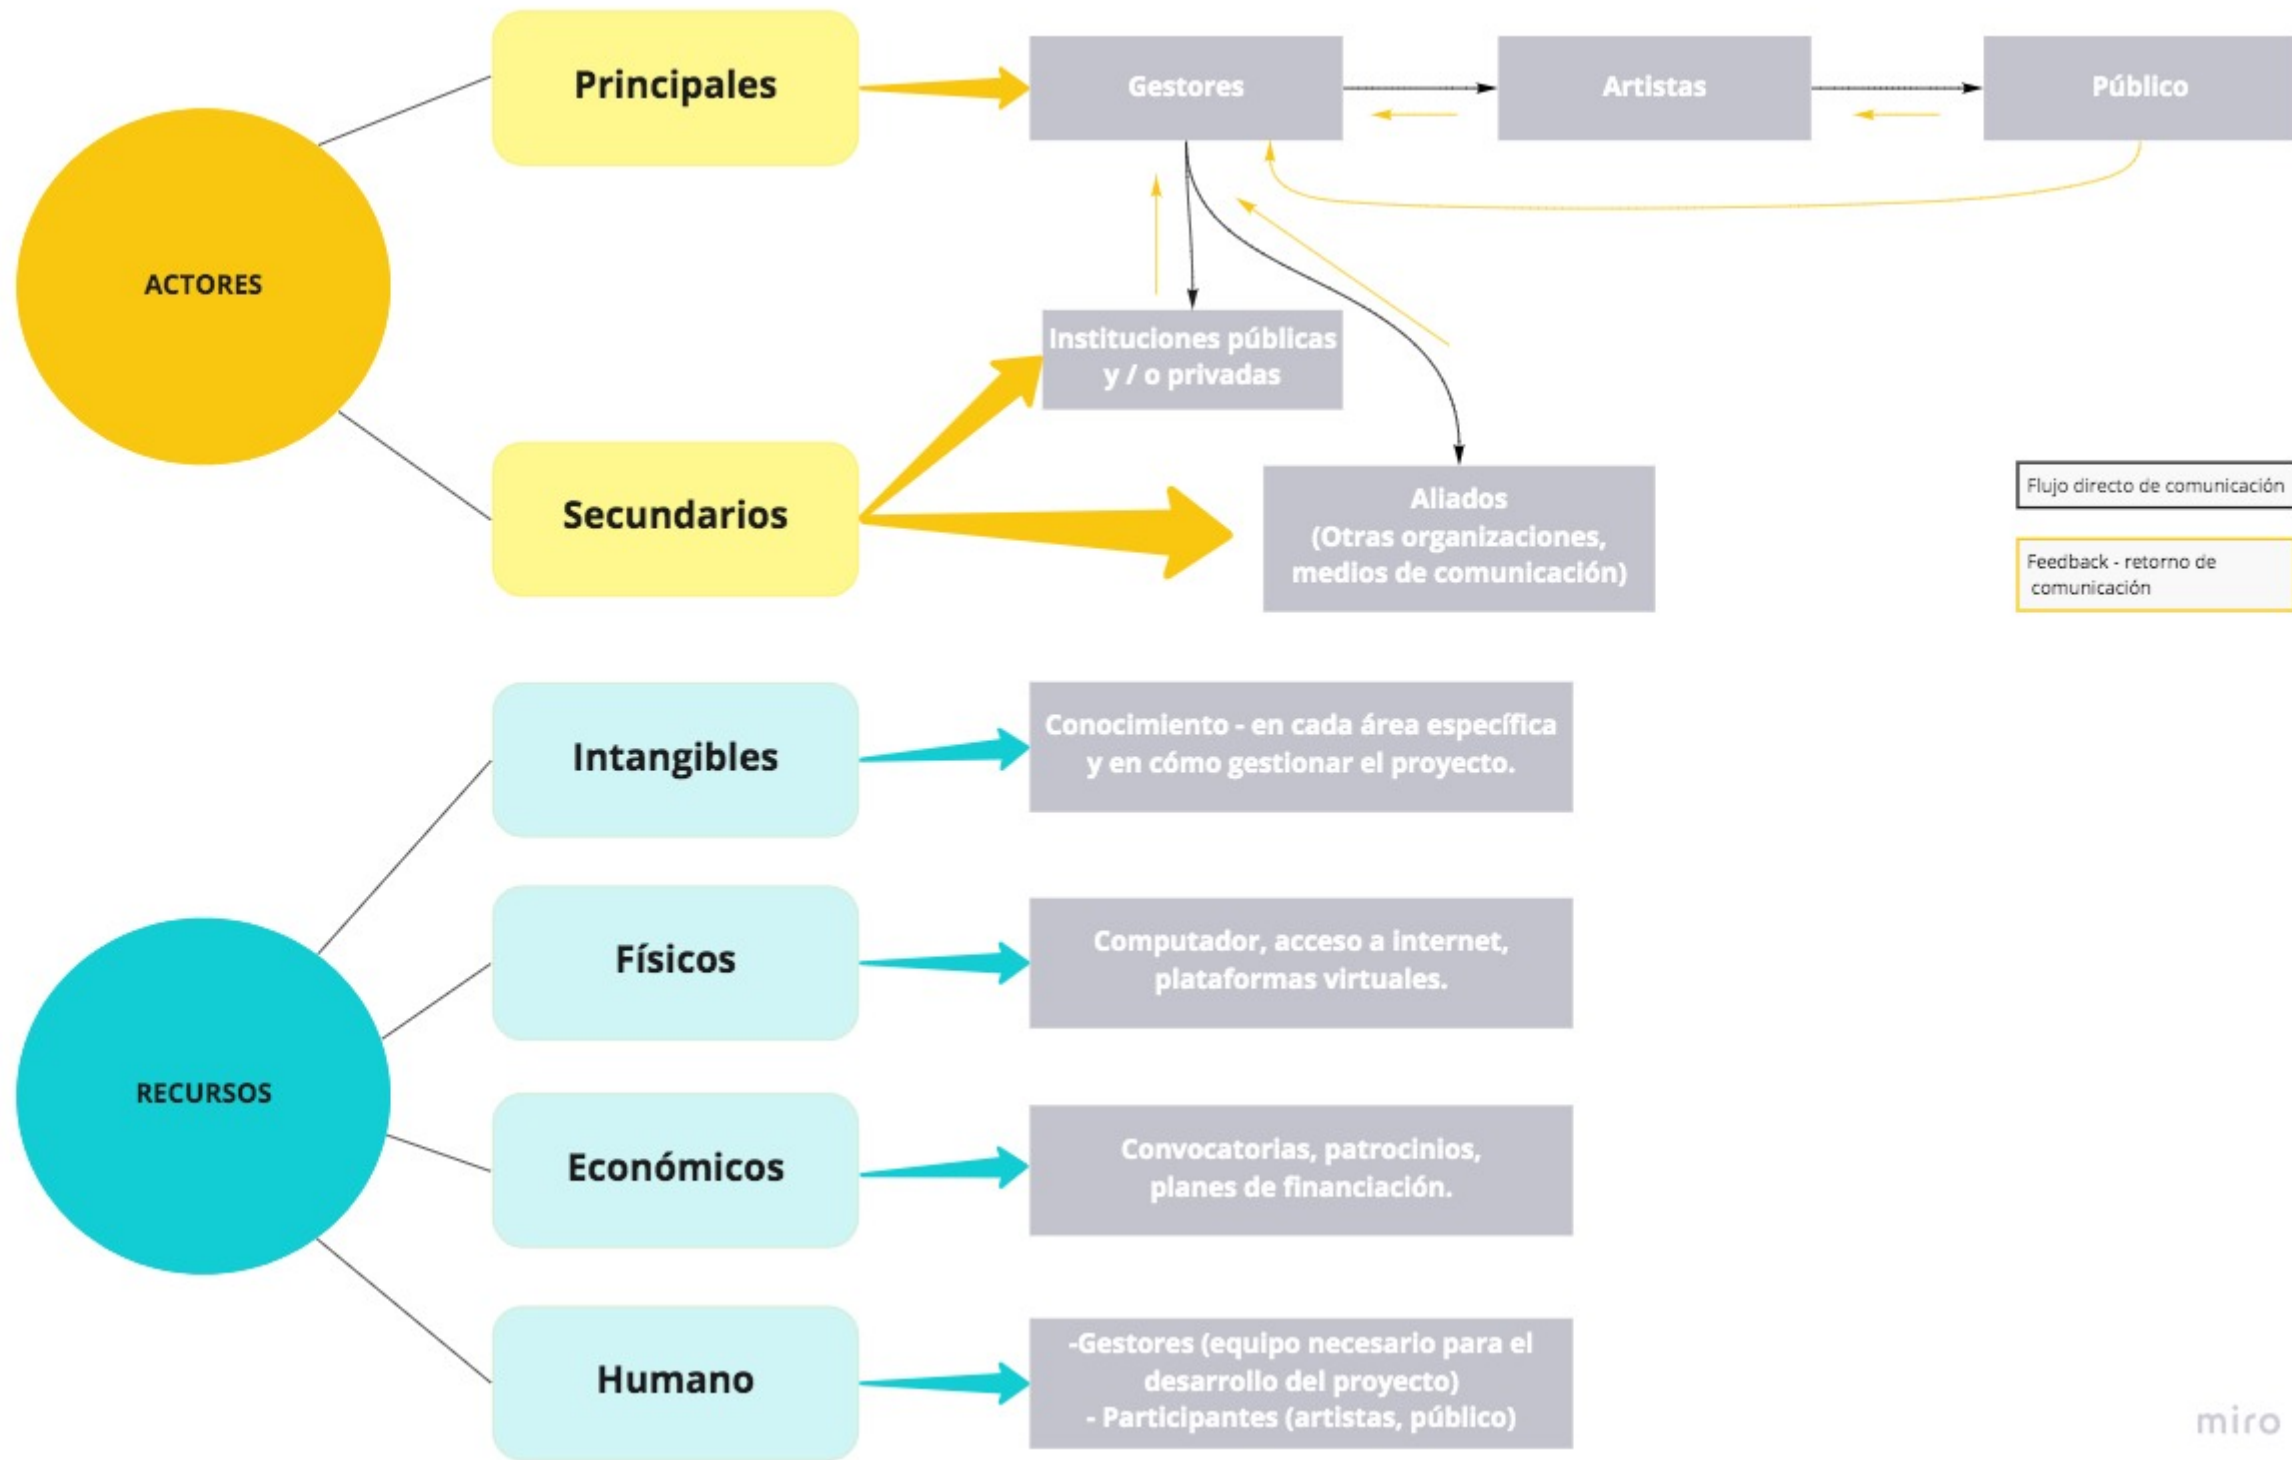 Principales
Gestores
Artistas
Público
ACTORES
Instituciones públicas
y / o privadas
Secundarios
Aliados
(Otras organizaciones,
medios de comunicación)
Flujo directo de comunicación
Feedback - retorno de
comunicación
Intangibles
Conocimiento - en cada área específica
y en cómo gestionar el proyecto.
Físicos
Computador, acceso a internet,
plataformas virtuales.
RECURSOS
Económicos
Convocatorias, patrocinios,
planes de financiación.
Humano
-Gestores (equipo necesario para el
desarrollo del proyecto)
- Participantes (artistas, público)
miro